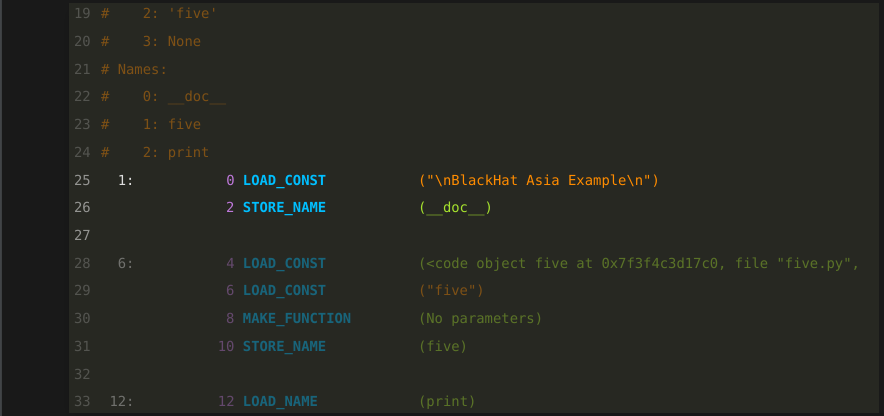 19 #    2: 'five'
20 #    3: None
21 # Names:
22 #    0: __doc__
23 #    1: five
24 #    2: print
25   1:           0 LOAD_CONST           ("\nBlackHat Asia Example\n")
26                2 STORE_NAME           (__doc__)
27
28   6:           4 LOAD_CONST           (<code object five at 0x7f3f4c3d17c0, file "five.py",
29                6 LOAD_CONST           ("five")
30                8 MAKE_FUNCTION        (No parameters)
31               10 STORE_NAME           (five)
32
33  12:          12 LOAD_NAME            (print)